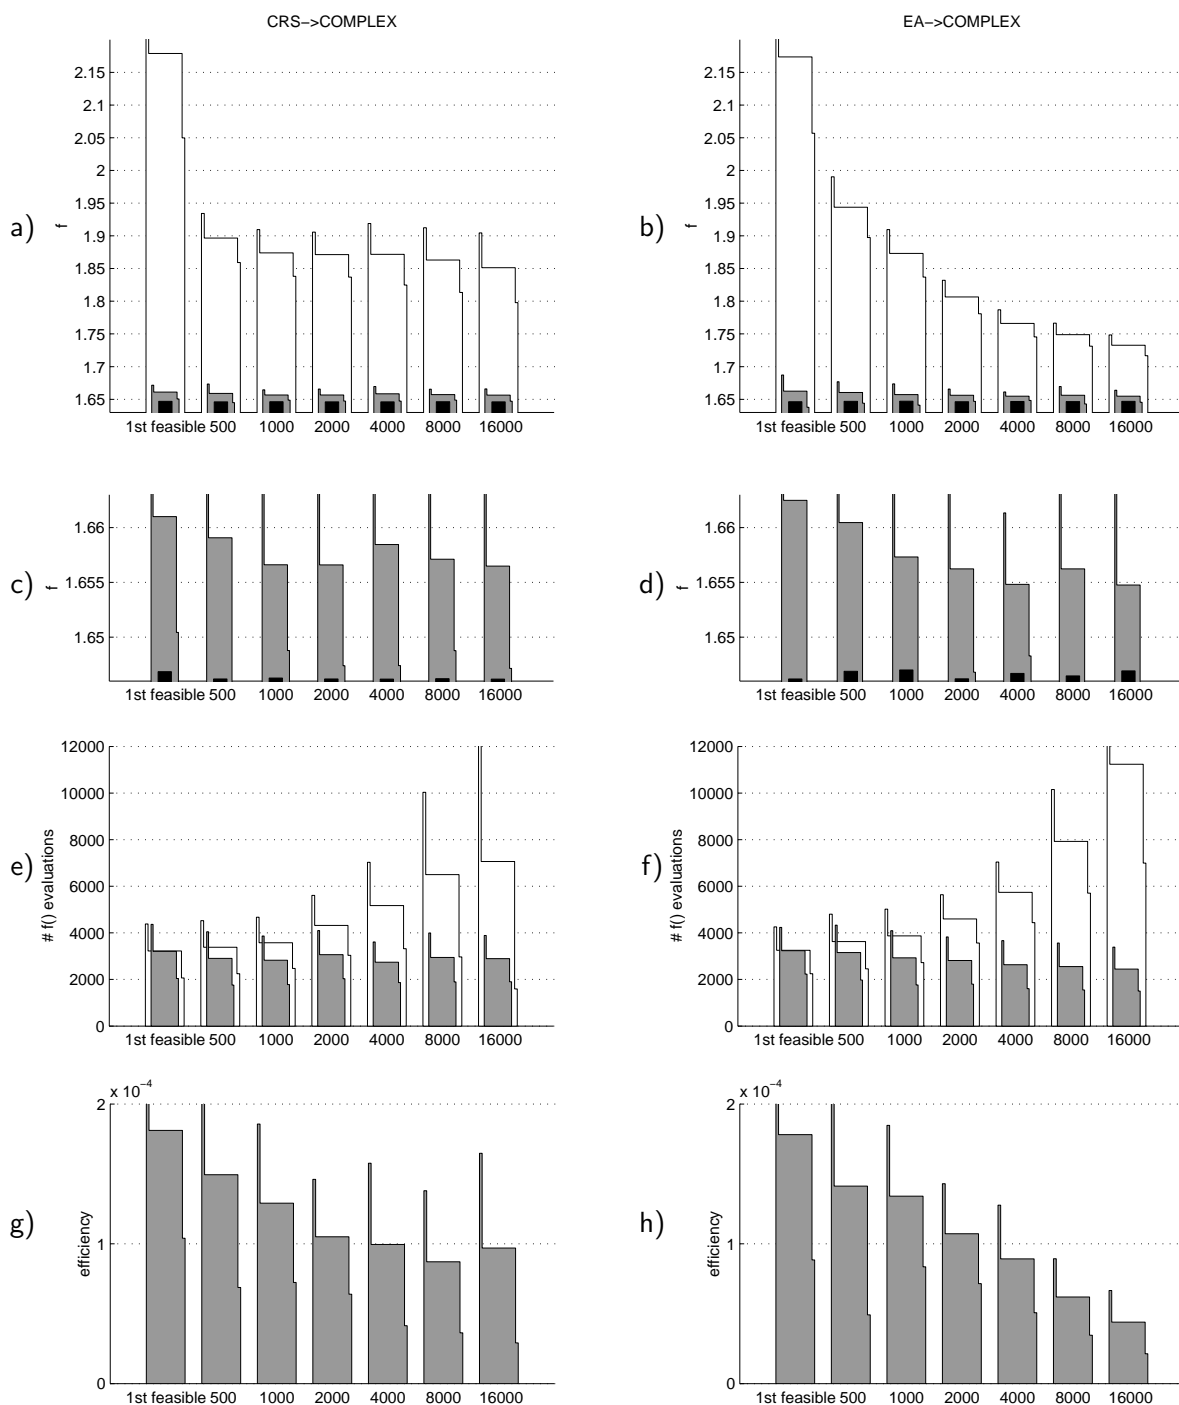 CRS->COMPLEX
EA->COMPLEX
a)
f
2.15
2.1
2.05
2
1.95
1.9
1.85
1.8
1.75
1.7
1.65
1st feasible 500 1000 2000 4000 8000 16000
b)
f
2.15
2.1
2.05
2
1.95
1.9
1.85
1.8
1.75
1.7
1.65
1st feasible 500 1000 2000 4000 8000 16000
c)
f
1.66
1.655
1.65
1st feasible 500 1000 2000 4000 8000 16000
d)
f
1.66
1.655
1.65
1st feasible 500 1000 2000 4000 8000 16000
e)
# f() evaluations
12000
10000
8000
6000
4000
2000
0
1st feasible 500 1000 2000 4000 8000 16000
f)
# f() evaluations
12000
10000
8000
6000
4000
2000
0
1st feasible 500 1000 2000 4000 8000 16000
g)
efficiency
x 10⁻⁴
2
1
0
1st feasible 500 1000 2000 4000 8000 16000
h)
efficiency
x 10⁻⁴
2
1
0
1st feasible 500 1000 2000 4000 8000 16000